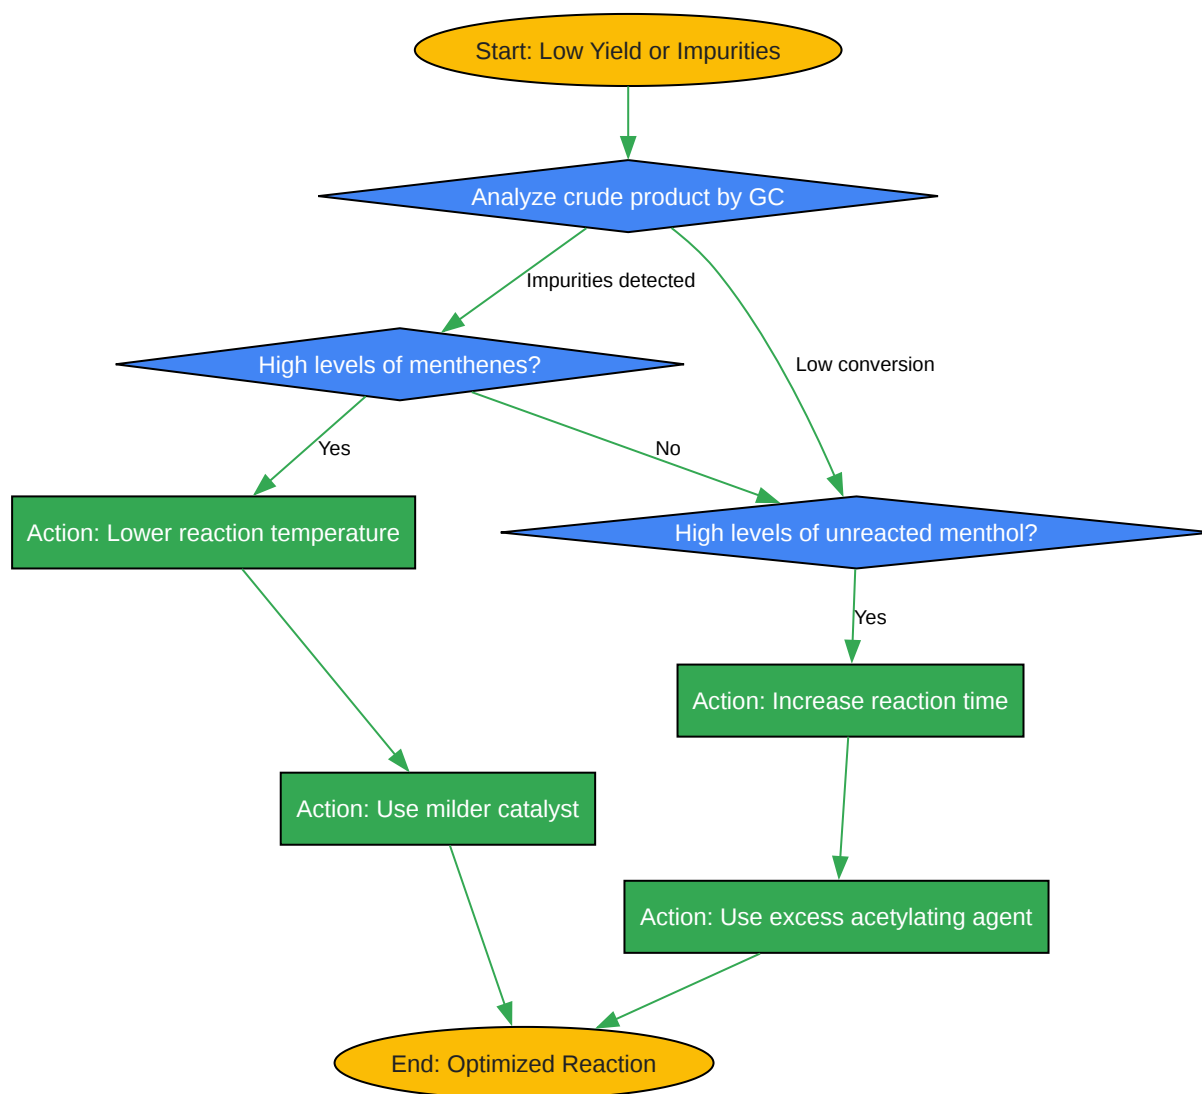 Start: Low Yield or Impurities
Analyze crude product by GC
Impurities detected
High levels of menthenes?
Low conversion
Yes
No
Action: Lower reaction temperature
High levels of unreacted menthol?
Yes
Action: Increase reaction time
Action: Use milder catalyst
Action: Use excess acetylating agent
End: Optimized Reaction